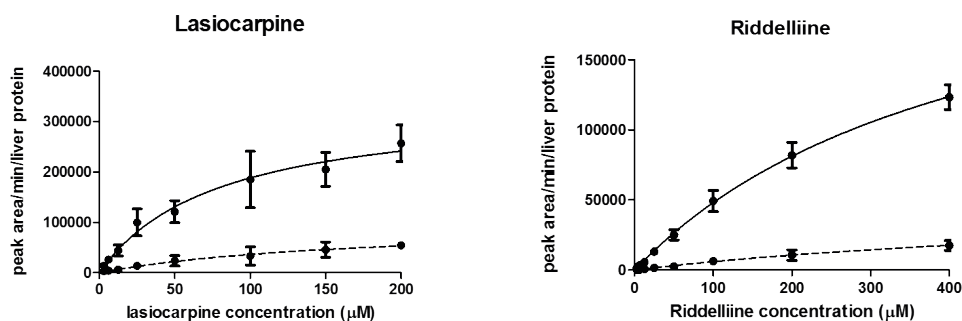 Lasiocarpine
peak area/min/liver protein
400000
300000
200000
100000
0
0 50 100 150 200
lasiocarpine concentration (μM)
Riddelliine
peak area/min/liver protein
150000
100000
50000
0
0 100 200 300 400
Riddelliine concentration (μM)